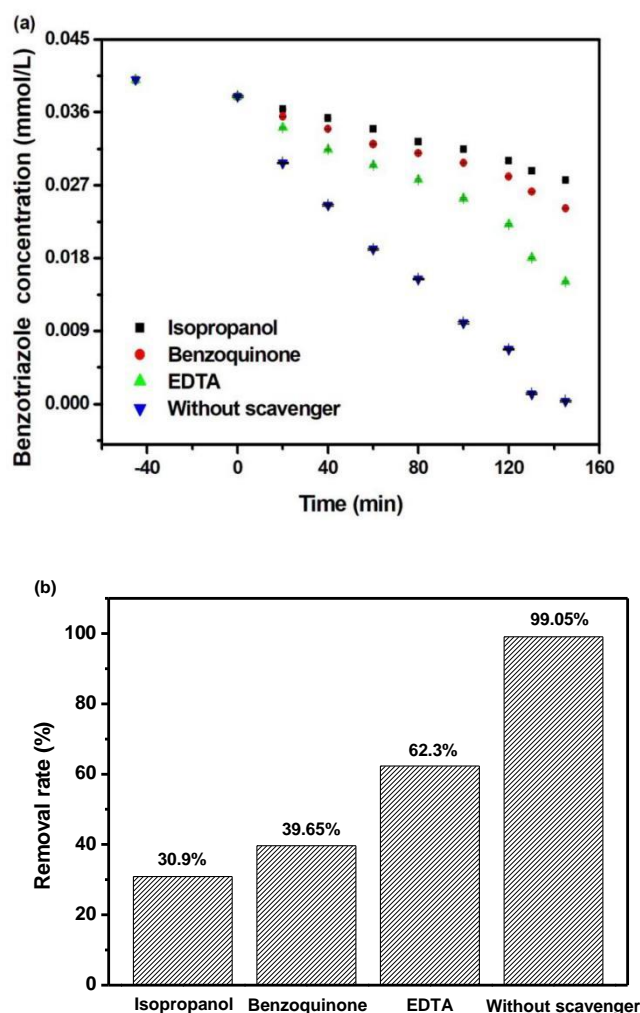 (a)
0.045
0.036
0.027
0.018
0.009
0.000
Benzotriazole concentration (mmol/L)
Isopropanol
Benzoquinone
EDTA
Without scavenger
-40 0 40 80 120 160
Time (min)
(b)
100
80
60
40
20
0
Removal rate (%)
30.9%
39.65%
62.3%
99.05%
Isopropanol Benzoquinone EDTA Without scavenger